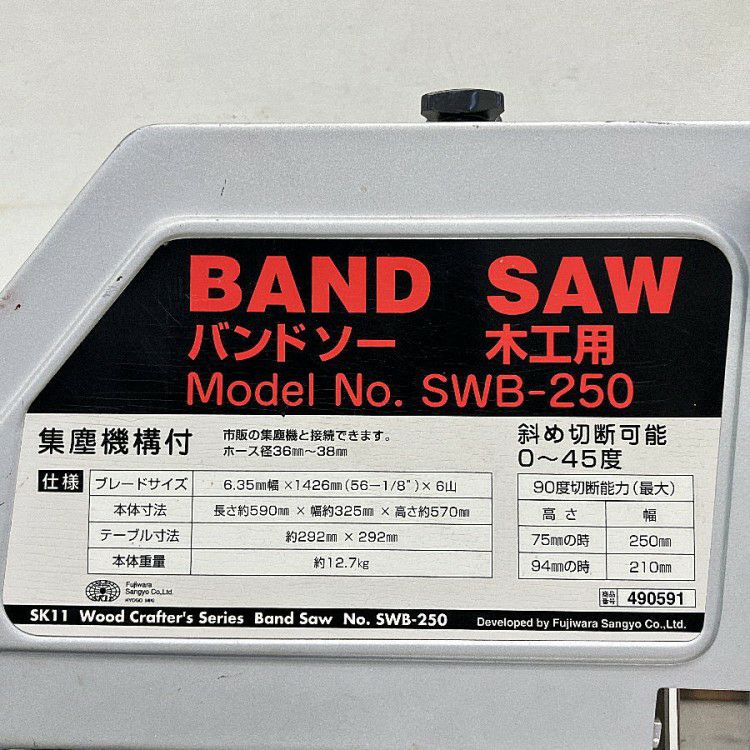 BAND SAW
バンドソー 木工用
Model No. SWB-250
集塵機構付
市販の集塵機と接続できます。
ホース径36㎜～38㎜
斜め切断可能
0～45度
仕様
ブレードサイズ 6.35㎜幅×1426㎜(56−1/8")×6山
本体寸法 長さ約590㎜×幅約325㎜×高さ約570㎜
テーブル寸法 約292㎜×292㎜
本体重量 約12.7㎏
90度切断能力(最大)
高さ 幅
75㎜の時 250㎜
94㎜の時 210㎜
SK11
Fujiwara
Sangyo Co.,Ltd.
商品番号 490591
SK11 Wood Crafter's Series Band Saw No. SWB-250
Developed by Fujiwara Sangyo Co.,Ltd.